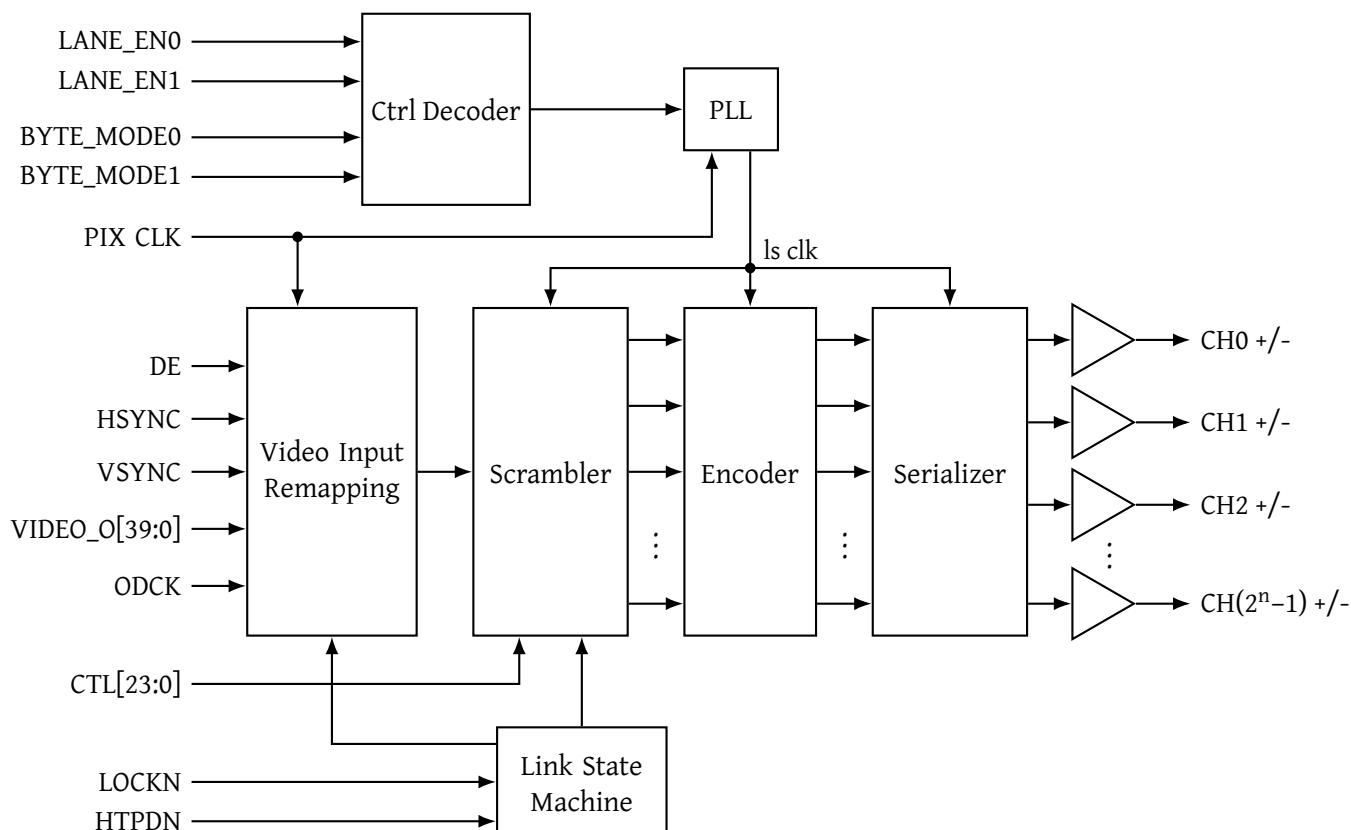 LANE_EN0
LANE_EN1
BYTE_MODE0
BYTE_MODE1
Ctrl Decoder
PLL
PIX CLK
ls clk
DE
HSYNC
VSYNC
VIDEO_O[39:0]
ODCK
Video Input
Remapping
Scrambler
⋮
Encoder
⋮
Serializer
CH0 +/-
CH1 +/-
CH2 +/-
⋮
CH(2ⁿ–1) +/-
CTL[23:0]
LOCKN
HTPDN
Link State
Machine